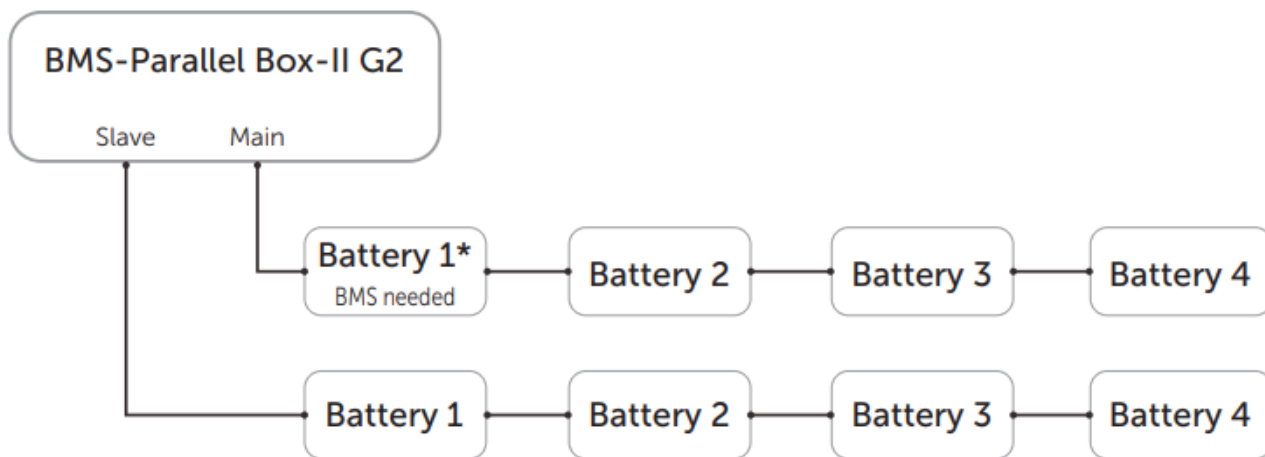 BMS-Parallel Box-II G2
Slave Main
Battery 1*
BMS needed
Battery 2
Battery 3
Battery 4
Battery 1
Battery 2
Battery 3
Battery 4